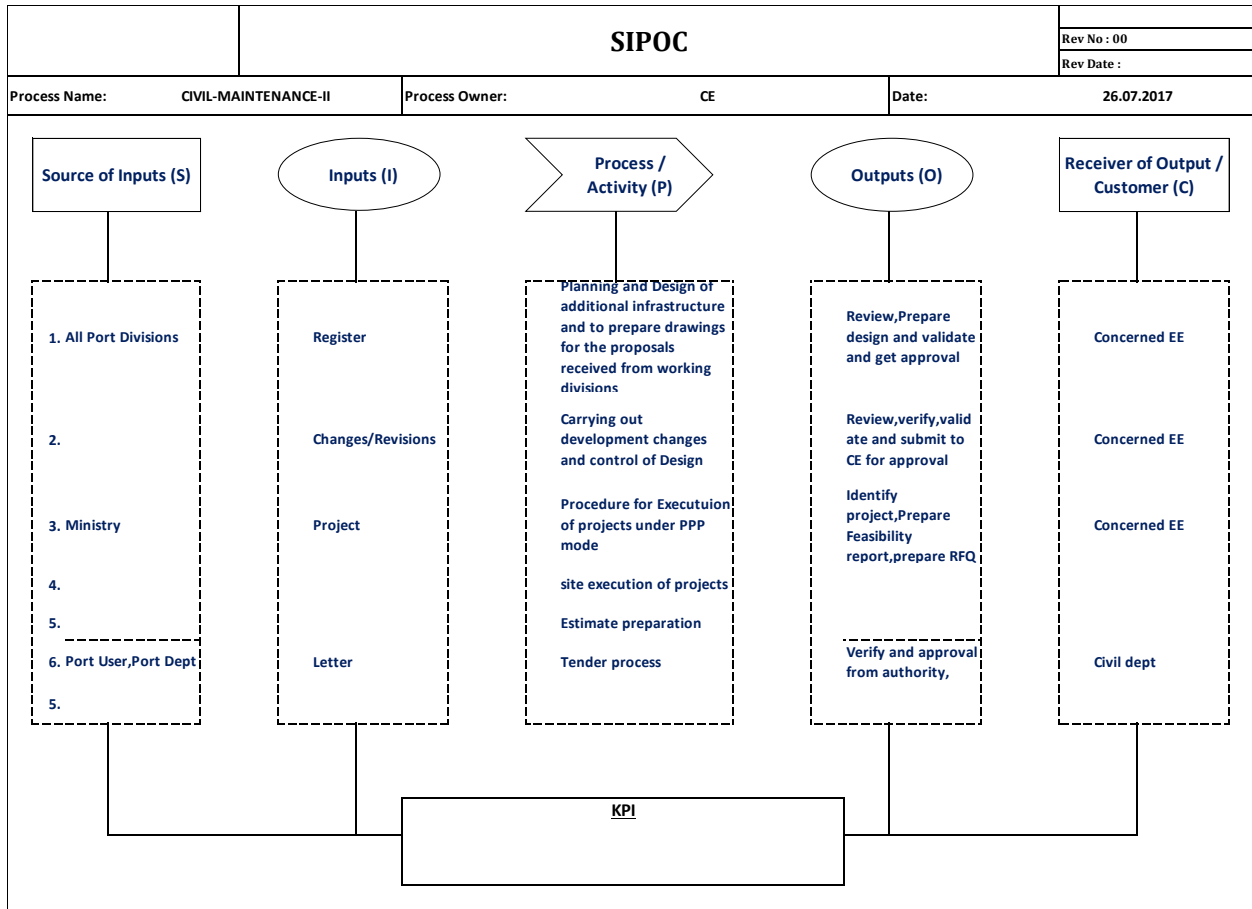 SIPOC
Rev No : 00
Rev Date :
Process Name: CIVIL-MAINTENANCE-II Process Owner: CE Date: 26.07.2017
Source of Inputs (S)
Inputs (I)
Process /
Activity (P)
Outputs (O)
Receiver of Output /
Customer (C)
1. All Port Divisions
Register
Planning and Design of
additional infrastructure
and to prepare drawings
for the proposals
received from working
divisions
Review,Prepare
design and validate
and get approval
Concerned EE
2.
Changes/Revisions
Carrying out
development changes
and control of Design
Review,verify,valid
ate and submit to
CE for approval
Concerned EE
3. Ministry
Project
Procedure for Executuion
of projects under PPP
mode
Identify
project,Prepare
Feasibility
report,prepare RFQ
Concerned EE
4.
site execution of projects
5.
Estimate preparation
6. Port User,Port Dept
Letter
Tender process
Verify and approval
from authority,
Civil dept
5.
KPI